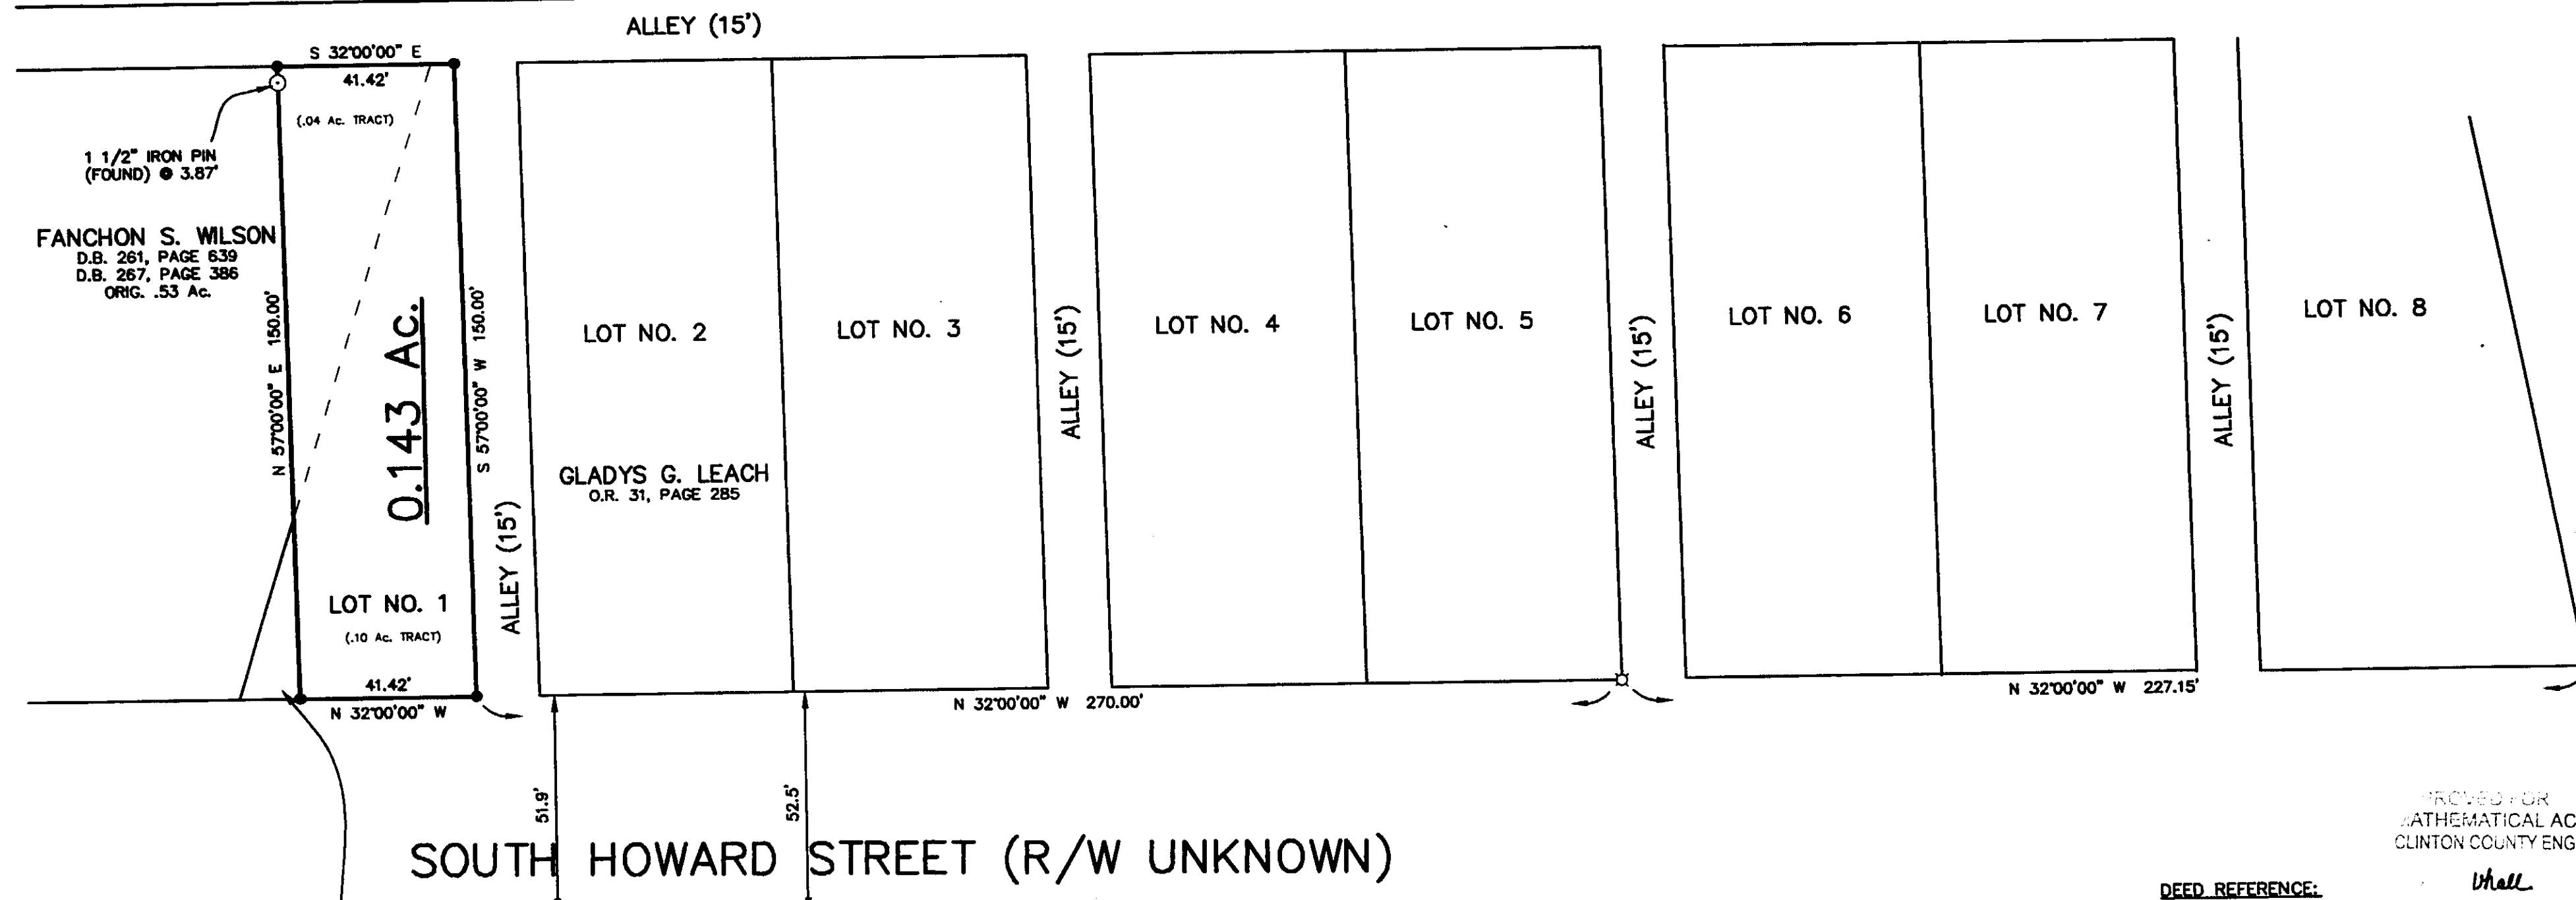 ALLEY (15')
S 32°00'00" E
41.42'
(.04 Ac. TRACT)
1 1/2" IRON PIN
(FOUND) @ 3.87'
FANCHON S. WILSON
D.B. 261, PAGE 639
D.B. 267, PAGE 386
ORIG. .53 Ac.
N 57°00'00" E 150.00'
0.143 Ac.
S 57°00'00" W 150.00'
LOT NO. 1
(.10 Ac. TRACT)
41.42'
N 32°00'00" W
ALLEY (15')
LOT NO. 2
GLADYS G. LEACH
O.R. 31, PAGE 285
LOT NO. 3
ALLEY (15')
LOT NO. 4
LOT NO. 5
ALLEY (15')
LOT NO. 6
LOT NO. 7
ALLEY (15')
LOT NO. 8
N 32°00'00" W 270.00'
N 32°00'00" W 227.15'
51.9'
52.5'
SOUTH HOWARD STREET (R/W UNKNOWN)
FOR
MATHEMATICAL AC
CLINTON COUNTY ENG
DEED REFERENCE: